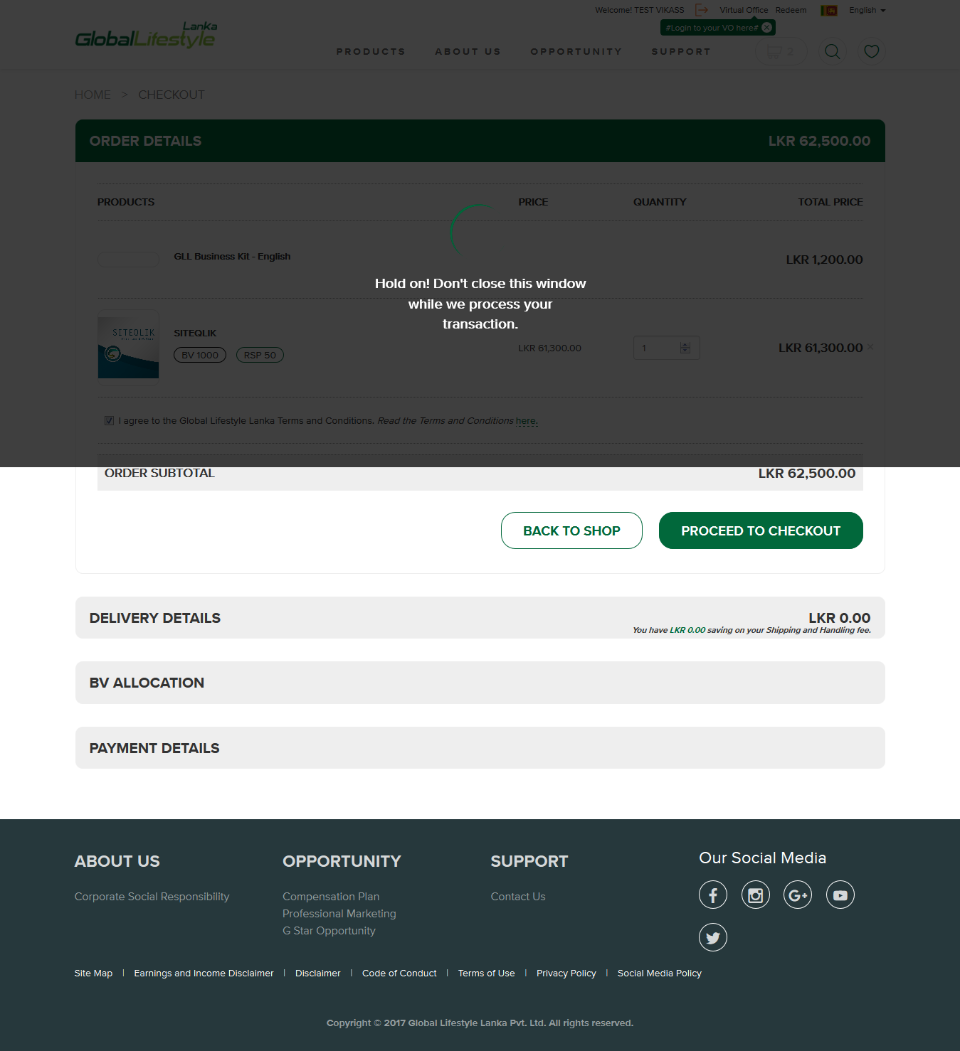 Welcome! TEST VIKASS Virtual Office Redeem English
#Login to your VO here#
Global Lifestyle Lanka
PRODUCTS ABOUT US OPPORTUNITY SUPPORT
2
HOME > CHECKOUT
ORDER DETAILS LKR 62,500.00
PRODUCTS PRICE QUANTITY TOTAL PRICE
GLL Business Kit - English LKR 1,200.00
Hold on! Don't close this window
while we process your
transaction.
SITEQLIK
SITEQLIK
BV 1000 RSP 50 LKR 61,300.00 1 LKR 61,300.00 ×
I agree to the Global Lifestyle Lanka Terms and Conditions. Read the Terms and Conditions here.
ORDER SUBTOTAL LKR 62,500.00
BACK TO SHOP PROCEED TO CHECKOUT
DELIVERY DETAILS LKR 0.00
You have LKR 0.00 saving on your Shipping and Handling fee.
BV ALLOCATION
PAYMENT DETAILS
ABOUT US OPPORTUNITY SUPPORT Our Social Media
Corporate Social Responsibility Compensation Plan Contact Us
Professional Marketing
G Star Opportunity
Site Map | Earnings and Income Disclaimer | Disclaimer | Code of Conduct | Terms of Use | Privacy Policy | Social Media Policy
Copyright © 2017 Global Lifestyle Lanka Pvt. Ltd. All rights reserved.